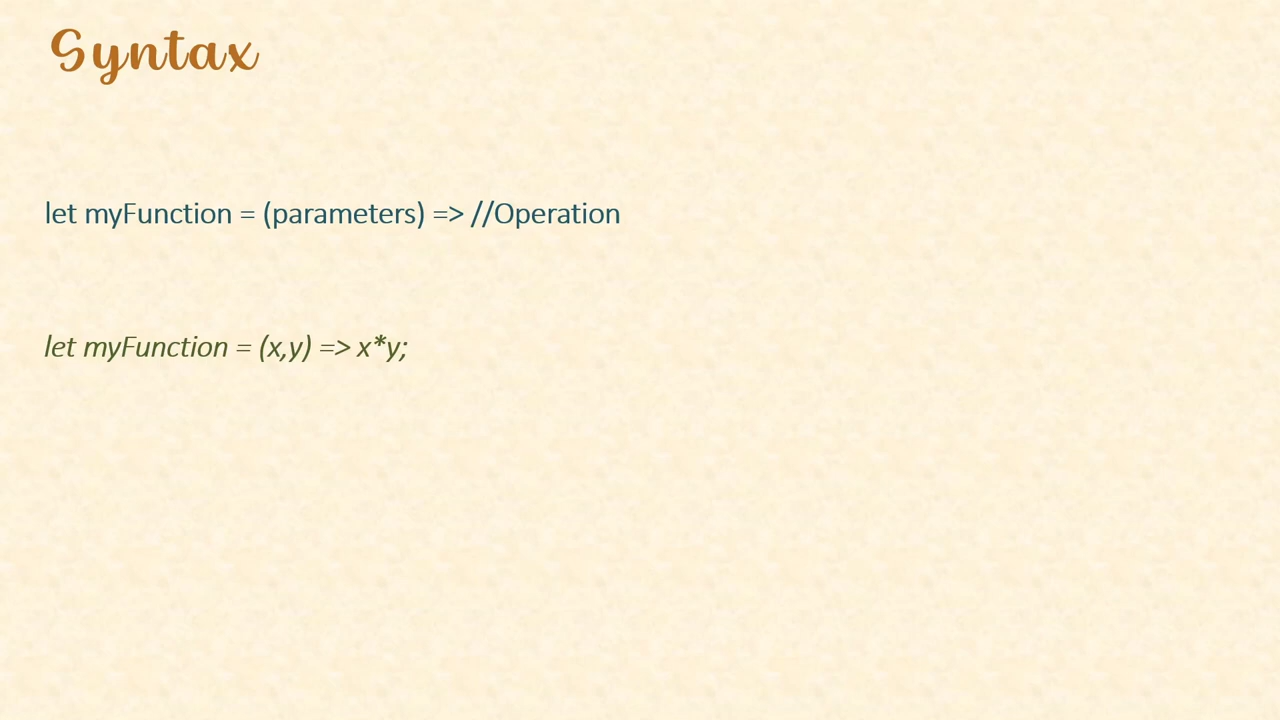 Syntax
let myFunction = (parameters) => //Operation
let myFunction = (x,y) => x*y;